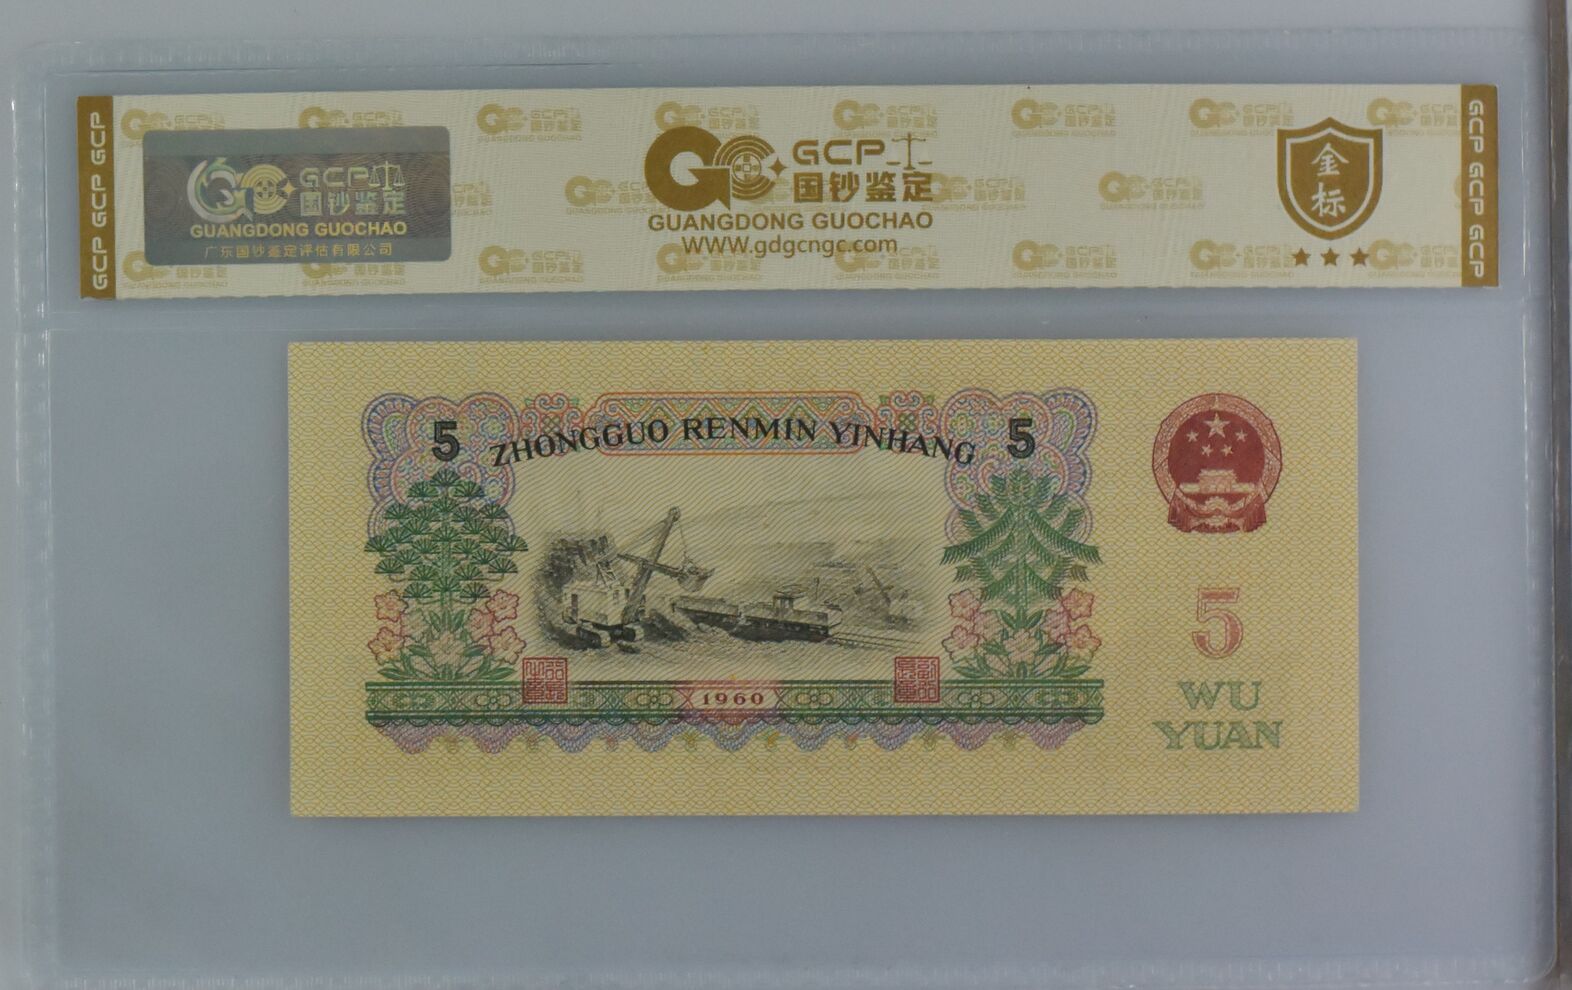 GCP GCP GCP
GCP
国钞鉴定
GUANGDONG GUOCHAO
广东国钞鉴定评估有限公司
GCP
国钞鉴定
GUANGDONG GUOCHAO
WWW.gdgcngc.com
金标
GCP GCP GCP
5 ZHONGGUO RENMIN YINHANG 5
1960
5
WU
YUAN